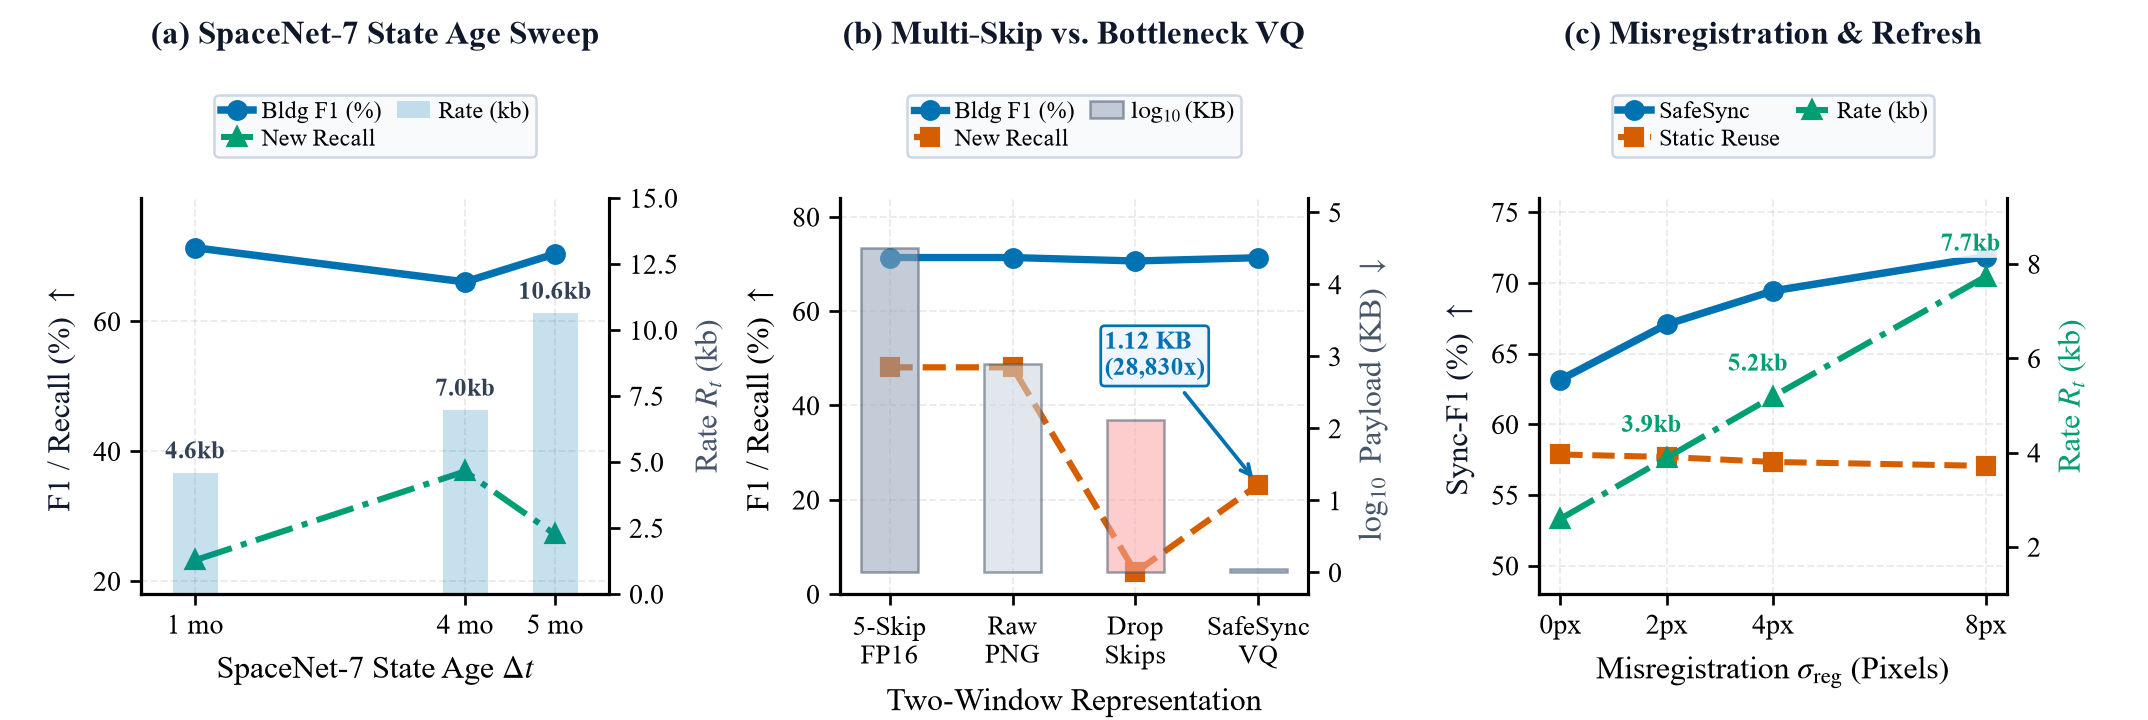 (a) SpaceNet-7 State Age Sweep
Bldg F1 (%)
Rate (kb)
New Recall
F1 / Recall (%) ↑
60
40
20
15.0
12.5
10.0
7.5
5.0
2.5
0.0
Rate Rₜ (kb)
4.6kb
7.0kb
10.6kb
1 mo
4 mo
5 mo
SpaceNet-7 State Age Δt
(b) Multi-Skip vs. Bottleneck VQ
Bldg F1 (%)
log₁₀ (KB)
New Recall
F1 / Recall (%) ↑
80
60
40
20
0
5
4
3
2
1
0
log₁₀ Payload (KB) ↓
1.12 KB
(28,830x)
5-Skip
FP16
Raw
PNG
Drop
Skips
SafeSync
VQ
Two-Window Representation
(c) Misregistration & Refresh
SafeSync
Rate (kb)
Static Reuse
Sync-F1 (%) ↑
75
70
65
60
55
50
8
6
4
2
Rate Rₜ (kb)
3.9kb
5.2kb
7.7kb
0px
2px
4px
8px
Misregistration σreg (Pixels)